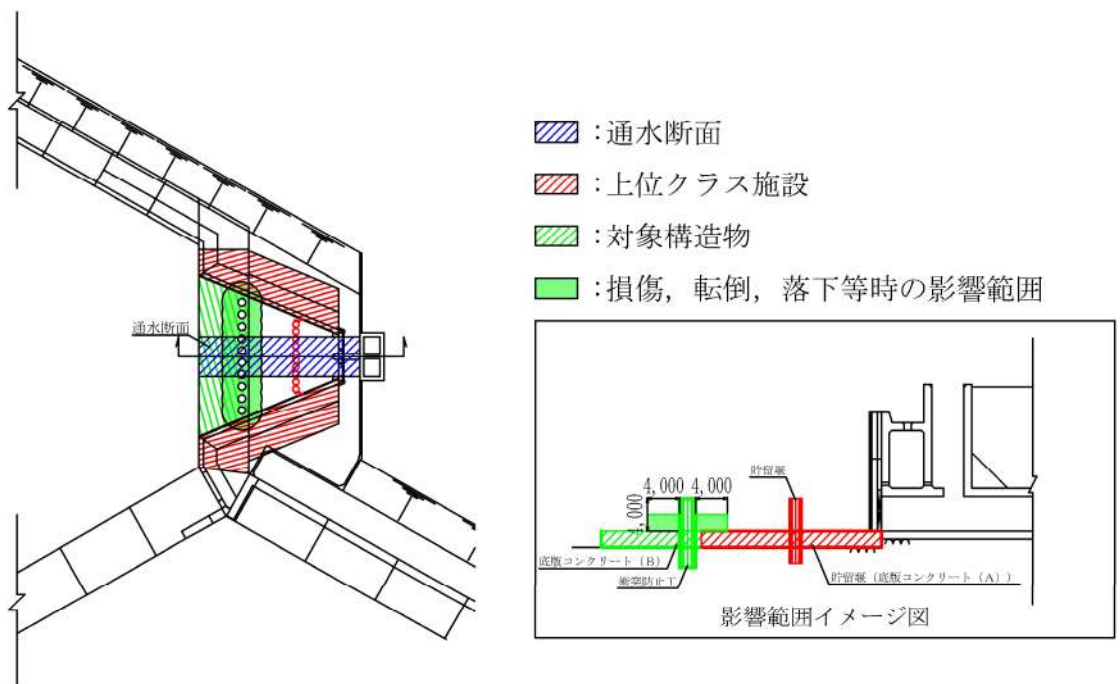 ：通水断面
：上位クラス施設
：対象構造物
：損傷，転倒，落下等時の影響範囲
通水断面
貯留堰
4,000 4,000
4,000
底版コンクリート（B）
衝突防止工
貯留堰（底版コンクリート（A））
影響範囲イメージ図